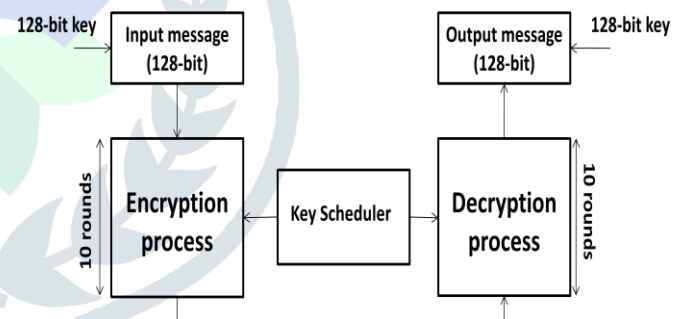 128-bit key
Input message
(128-bit)
Output message
(128-bit)
128-bit key
10 rounds
Encryption
process
Key Scheduler
Decryption
process
10 rounds